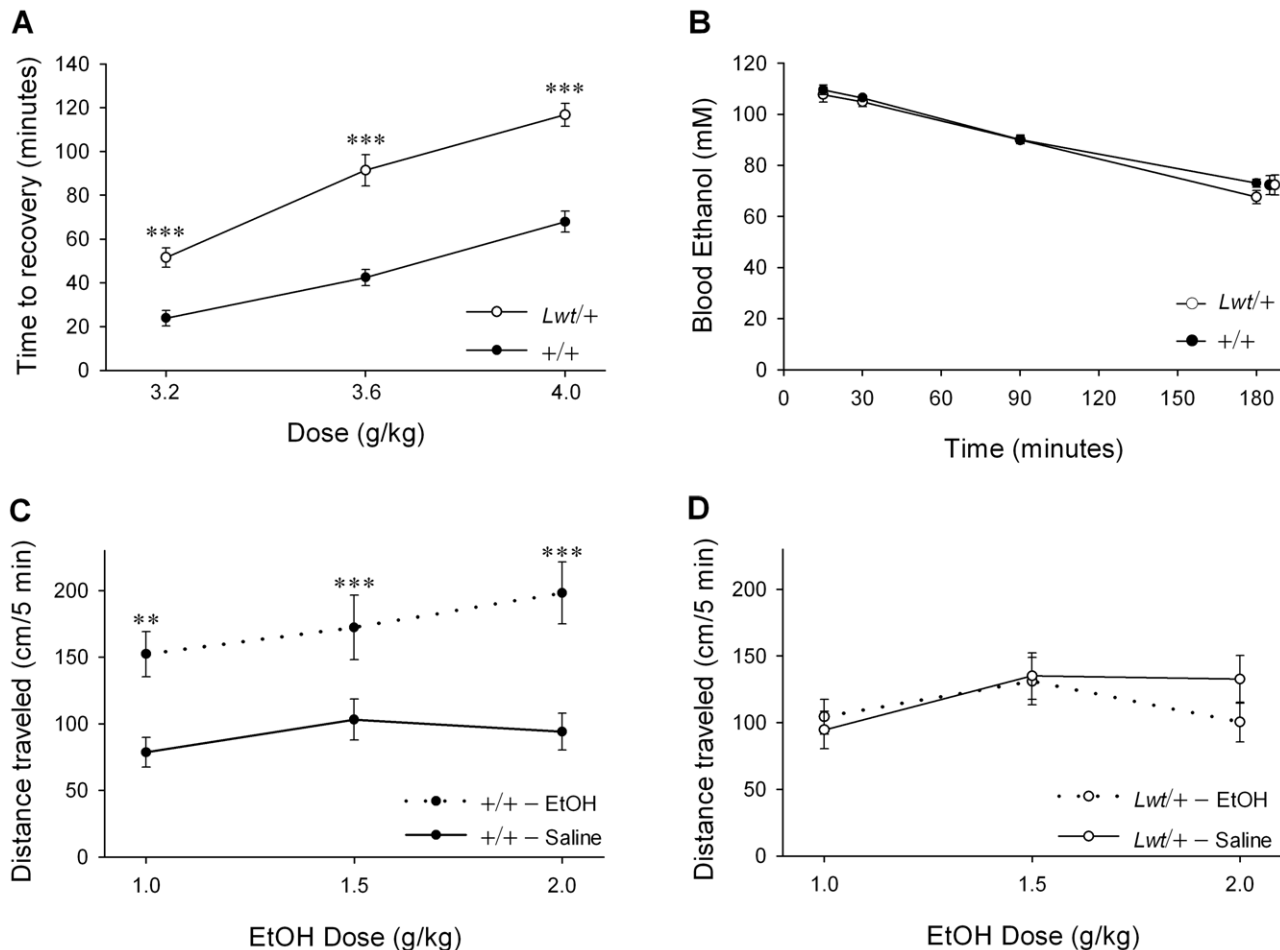 A
Time to recovery (minutes)
140
120
100
80
60
40
20
0
***
***
***
Lwt/+
+/+
3.2
3.6
4.0
Dose (g/kg)
B
Blood Ethanol (mM)
120
100
80
60
40
20
0
Lwt/+
+/+
0
30
60
90
120
150
180
Time (minutes)
C
Distance traveled (cm/5 min)
200
150
100
50
0
**
***
***
+/+ – EtOH
+/+ – Saline
1.0
1.5
2.0
EtOH Dose (g/kg)
D
Distance traveled (cm/5 min)
200
150
100
50
0
Lwt/+ – EtOH
Lwt/+ – Saline
1.0
1.5
2.0
EtOH Dose (g/kg)